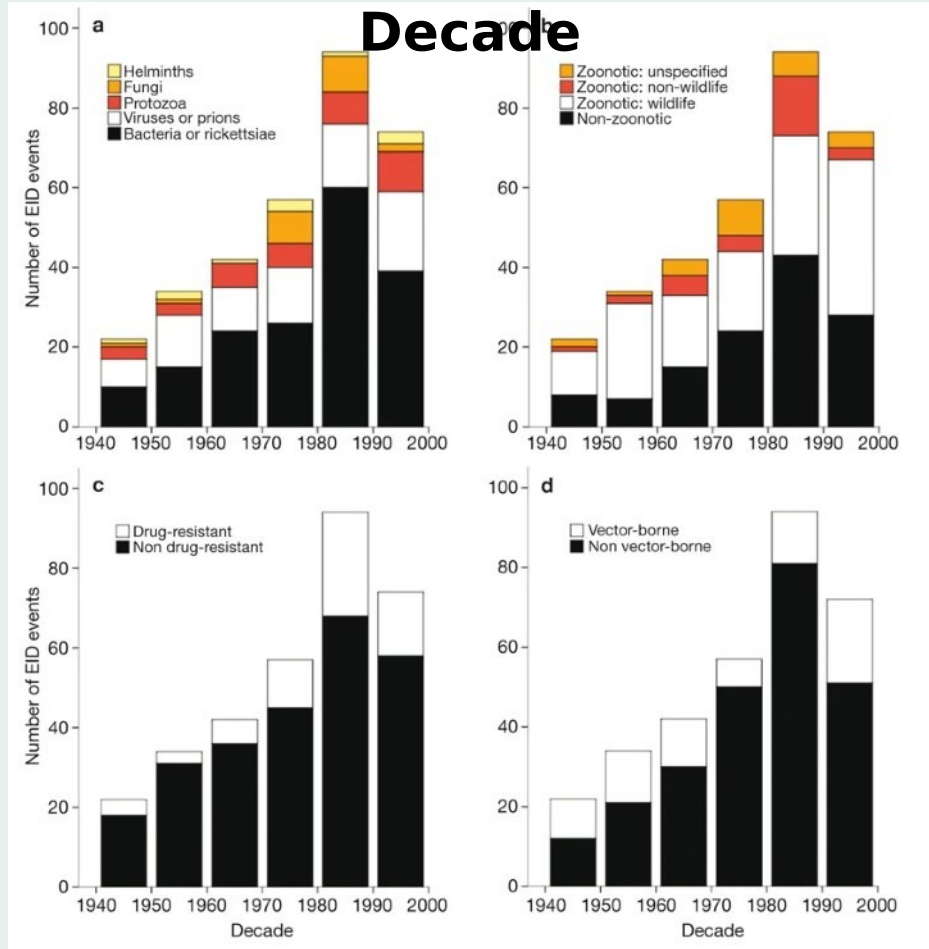 Decade
a
100
80
60
40
20
0
Number of EID events
Helminths
Fungi
Protozoa
Viruses or prions
Bacteria or rickettsiae
1940 1950 1960 1970 1980 1990 2000
b
80
60
40
20
0
Zoonotic: unspecified
Zoonotic: non-wildlife
Zoonotic: wildlife
Non-zoonotic
1940 1950 1960 1970 1980 1990 2000
c
100
80
60
40
20
0
Number of EID events
Drug-resistant
Non drug-resistant
1940 1950 1960 1970 1980 1990 2000
Decade
d
100
80
60
40
20
0
Vector-borne
Non vector-borne
1940 1950 1960 1970 1980 1990 2000
Decade